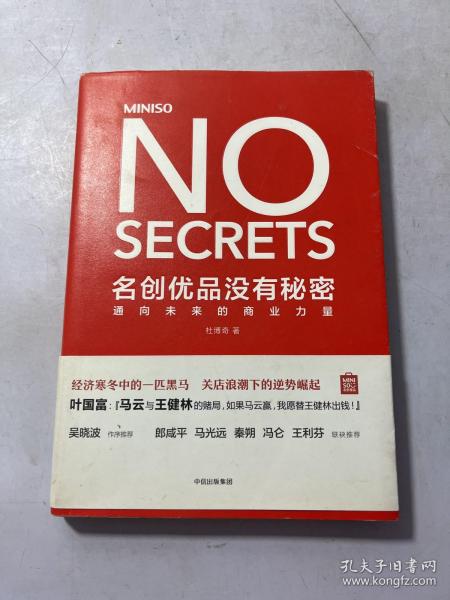 MINISO
NO
SECRETS
名创优品没有秘密
通向未来的商业力量
杜博奇 著
经济寒冬中的一匹黑马 关店浪潮下的逆势崛起
MINI
SO
叶国富：『马云与王健林的赌局，如果马云赢，我愿替王健林出钱！』
吴晓波 作序推荐 郎咸平 马光远 秦朔 冯仑 王利芬 联袂推荐
中信出版集团
孔夫子旧书网
www.kongfz.com